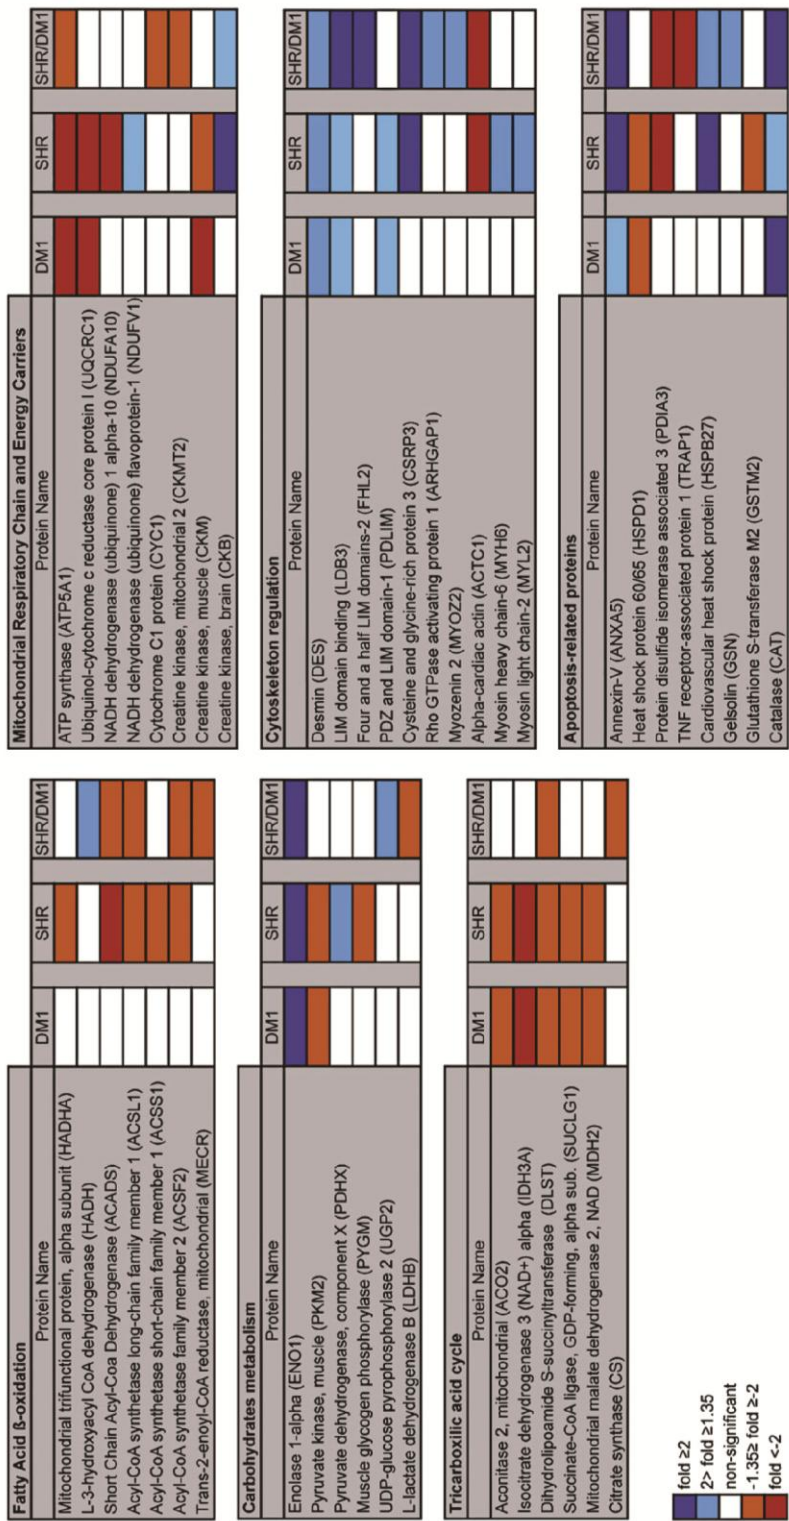 Fatty Acid ß-oxidation
Protein Name DM1 SHR SHR/DM1
Mitochondrial trifunctional protein, alpha subunit (HADHA)
L-3-hydroxyacyl CoA dehydrogenase (HADH)
Short Chain Acyl-Coa Dehydrogenase (ACADS)
Acyl-CoA synthetase long-chain family member 1 (ACSL1)
Acyl-CoA synthetase short-chain family member 1 (ACSS1)
Acyl-CoA synthetase family member 2 (ACSF2)
Trans-2-enoyl-CoA reductase, mitochondrial (MECR)
Carbohydrates metabolism
Protein Name DM1 SHR SHR/DM1
Enolase 1-alpha (ENO1)
Pyruvate kinase, muscle (PKM2)
Pyruvate dehydrogenase, component X (PDHX)
Muscle glycogen phosphorylase (PYGM)
UDP-glucose pyrophosphorylase 2 (UGP2)
L-lactate dehydrogenase B (LDHB)
Tricarboxilic acid cycle
Protein Name DM1 SHR SHR/DM1
Aconitase 2, mitochondrial (ACO2)
Isocitrate dehydrogenase 3 (NAD+) alpha (IDH3A)
Dihydrolipoamide S-succinyltransferase (DLST)
Succinate-CoA ligase, GDP-forming, alpha sub. (SUCLG1)
Mitochondrial malate dehydrogenase 2, NAD (MDH2)
Citrate synthase (CS)
fold ≥2
2> fold ≥1.35
non-significant
-1.35≥ fold ≥-2
fold <-2
Mitochondrial Respiratory Chain and Energy Carriers
Protein Name DM1 SHR SHR/DM1
ATP synthase (ATP5A1)
Ubiquinol-cytochrome c reductase core protein I (UQCRC1)
NADH dehydrogenase (ubiquinone) 1 alpha-10 (NDUFA10)
NADH dehydrogenase (ubiquinone) flavoprotein-1 (NDUFV1)
Cytochrome C1 protein (CYC1)
Creatine kinase, mitochondrial 2 (CKMT2)
Creatine kinase, muscle (CKM)
Creatine kinase, brain (CKB)
Cytoskeleton regulation
Protein Name DM1 SHR SHR/DM1
Desmin (DES)
LIM domain binding (LDB3)
Four and a half LIM domains-2 (FHL2)
PDZ and LIM domain-1 (PDLIM)
Cysteine and glycine-rich protein 3 (CSRP3)
Rho GTPase activating protein 1 (ARHGAP1)
Myozenin 2 (MYOZ2)
Alpha-cardiac actin (ACTC1)
Myosin heavy chain-6 (MYH6)
Myosin light chain-2 (MYL2)
Apoptosis-related proteins
Protein Name DM1 SHR SHR/DM1
Annexin-V (ANXA5)
Heat shock protein 60/65 (HSPD1)
Protein disulfide isomerase associated 3 (PDIA3)
TNF receptor-associated protein 1 (TRAP1)
Cardiovascular heat shock protein (HSPB27)
Gelsolin (GSN)
Glutathione S-transferase M2 (GSTM2)
Catalase (CAT)